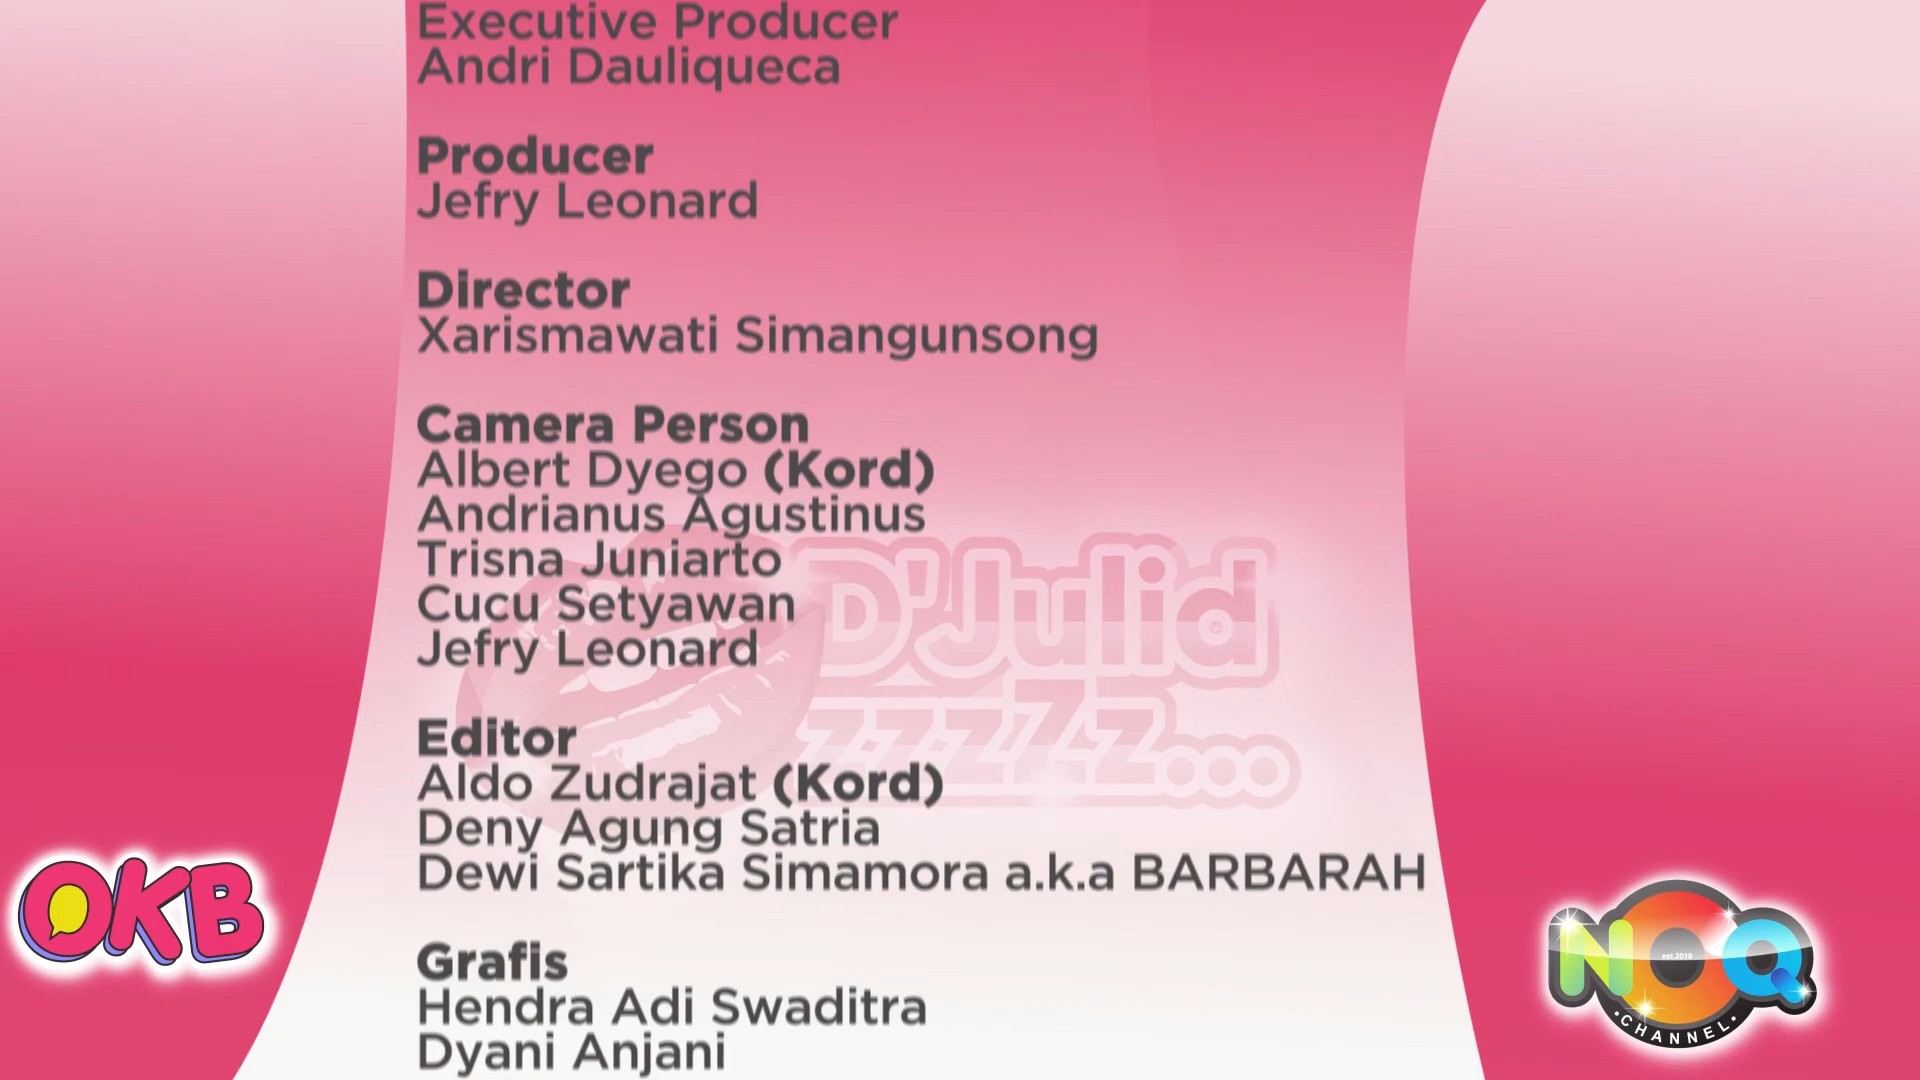 Executive Producer
Andri Dauliqueca
Producer
Jefry Leonard
Director
Xarismawati Simangunsong
Camera Person
Albert Dyego (Kord)
Andrianus Agustinus
Trisna Juniarto
Cucu Setyawan
Jefry Leonard
D'Julid
zzzZz...
Editor
Aldo Zudrajat (Kord)
Deny Agung Satria
Dewi Sartika Simamora a.k.a BARBARAH
Grafis
Hendra Adi Swaditra
Dyani Anjani
OKB
NOQ
est.2019
•CHANNEL•